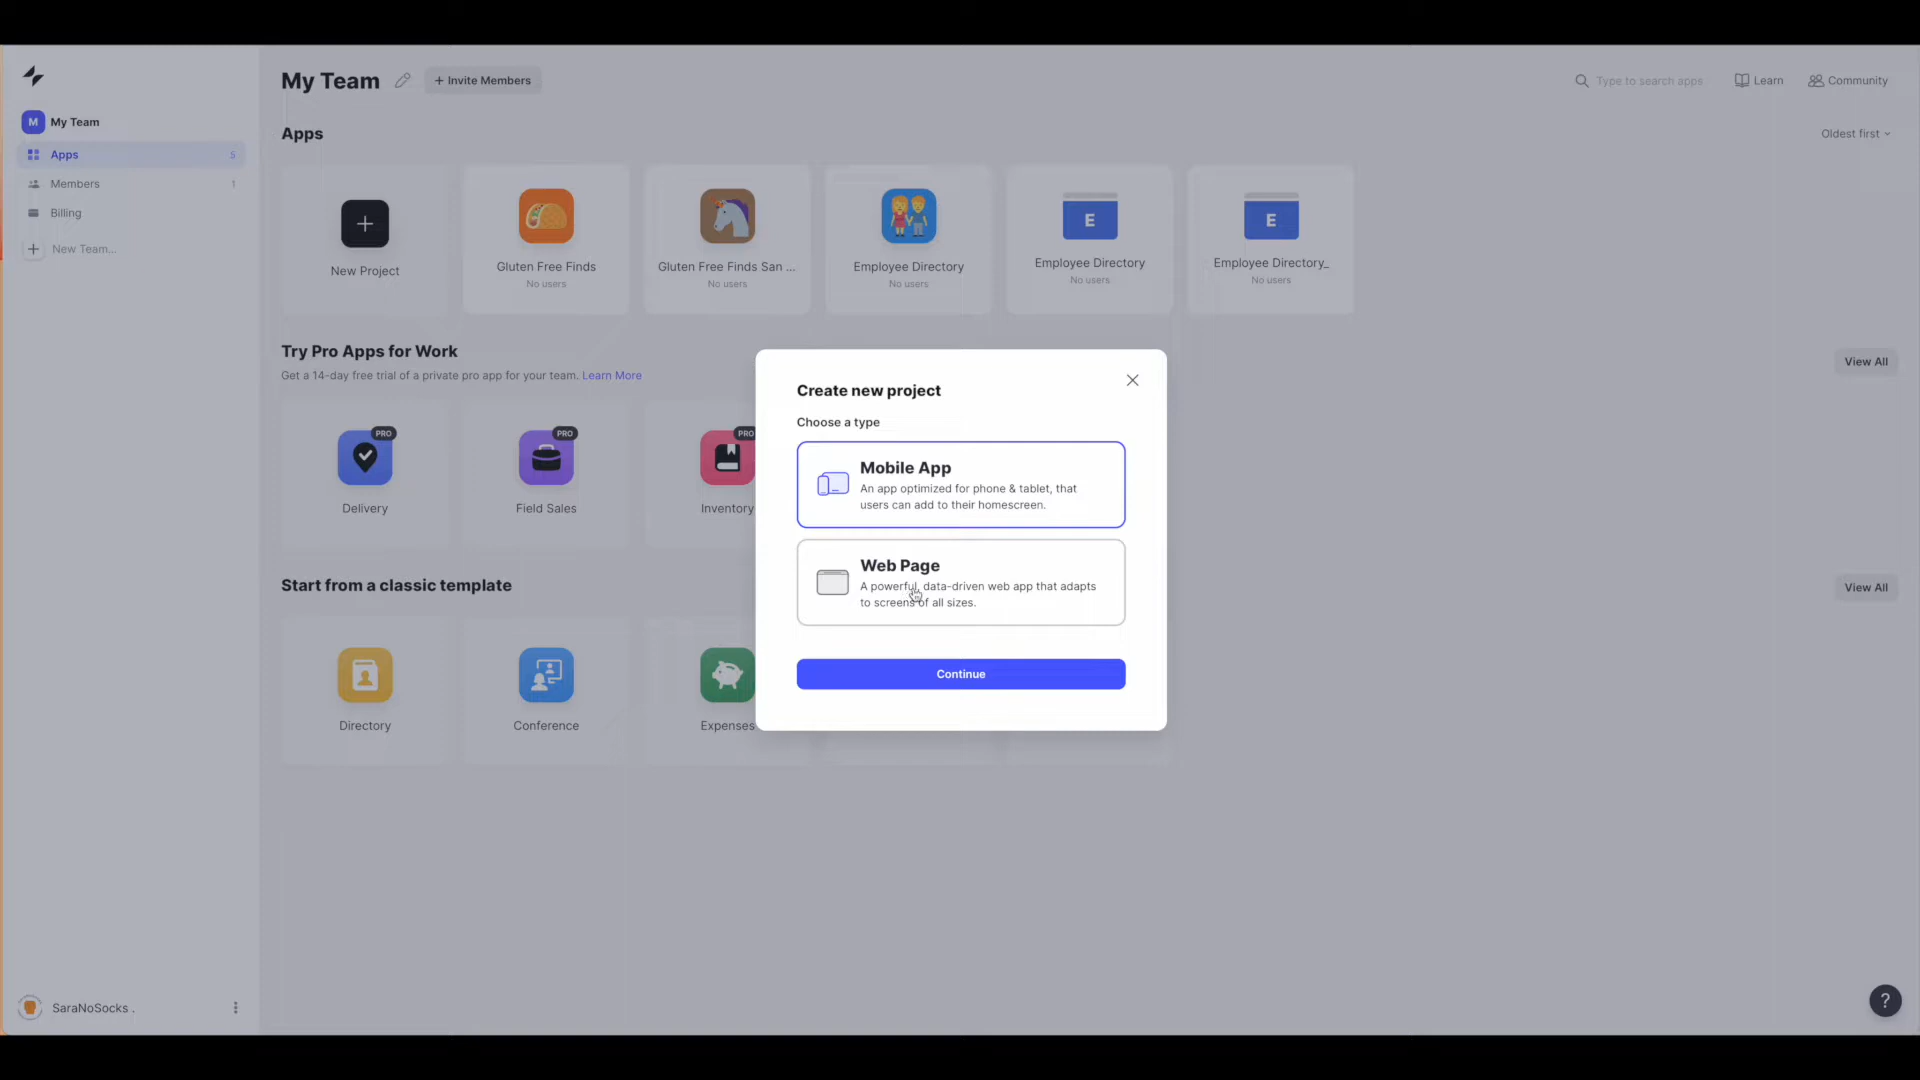 My Team
+ Invite Members
Type to search apps
Learn
Community
M My Team
Apps 5
Members 1
Billing
+ New Team...
Apps
Oldest first
New Project
Gluten Free Finds
No users
Gluten Free Finds San ...
No users
Employee Directory
No users
E
Employee Directory
No users
E
Employee Directory_
No users
Try Pro Apps for Work
View All
Get a 14-day free trial of a private pro app for your team. Learn More
PRO
Delivery
PRO
Field Sales
PRO
Inventory
Start from a classic template
View All
Directory
Conference
Expenses
Create new project
Choose a type
Mobile App
An app optimized for phone & tablet, that
users can add to their homescreen.
Web Page
A powerful, data-driven web app that adapts
to screens of all sizes.
Continue
SaraNoSocks .
?